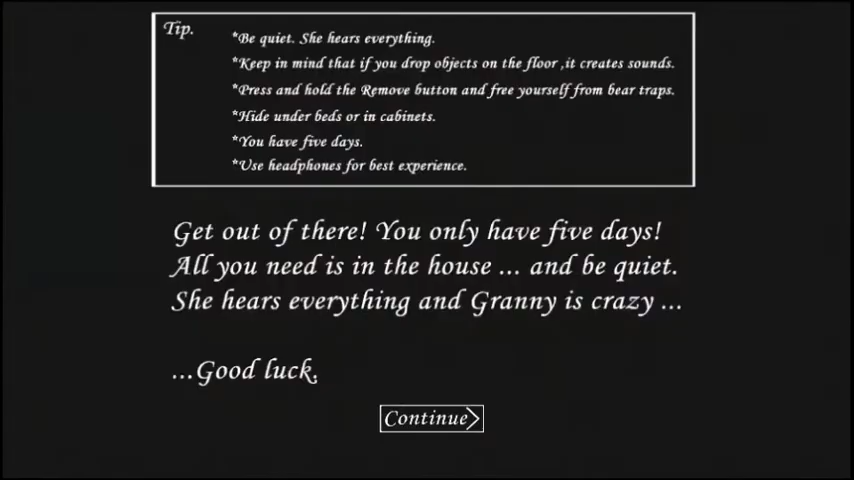 Tip.
*Be quiet. She hears everything.
*Keep in mind that if you drop objects on the floor ,it creates sounds.
*Press and hold the Remove button and free yourself from bear traps.
*Hide under beds or in cabinets.
*You have five days.
*Use headphones for best experience.
Get out of there! You only have five days!
All you need is in the house ... and be quiet.
She hears everything and Granny is crazy ...
...Good luck.
Continue>